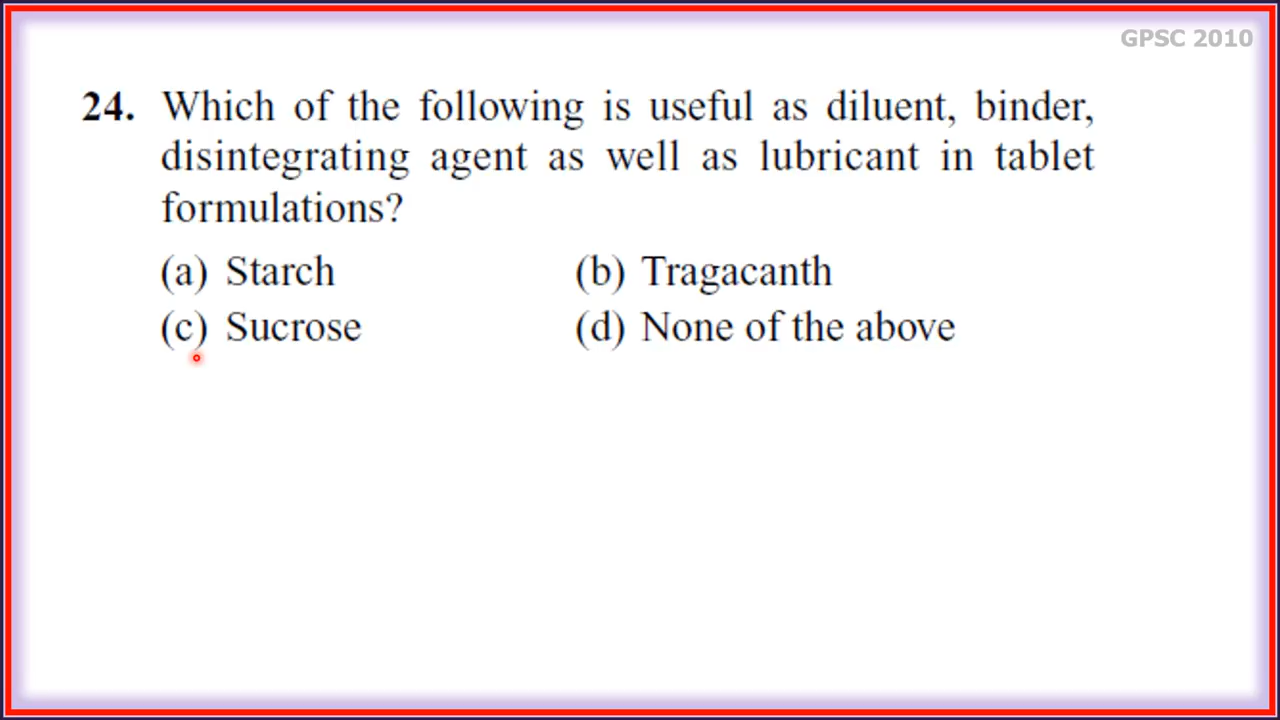 GPSC 2010
24. Which of the following is useful as diluent, binder,
disintegrating agent as well as lubricant in tablet
formulations?
(a) Starch (b) Tragacanth
(c) Sucrose (d) None of the above